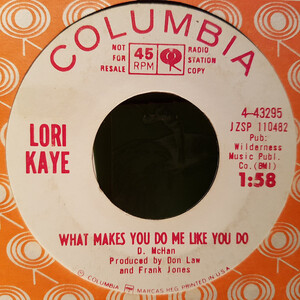 COLUMBIA
NOT FOR RESALE
45 RPM
RADIO STATION COPY
4-43295
JZSP 110482
Pub: Wilderness Music Publ. Co.(BMI)
1:58
LORI KAYE
WHAT MAKES YOU DO ME LIKE YOU DO
D. McHan
Produced by Don Law
and Frank Jones
® COLUMBIA MARCAS REG. PRINTED IN U.S.A.